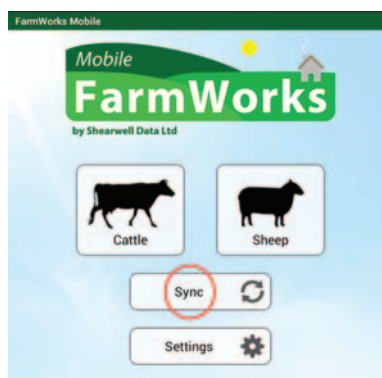 FarmWorks Mobile
Mobile
FarmWorks
by Shearwell Data Ltd
Cattle
Sheep
Sync
Settings